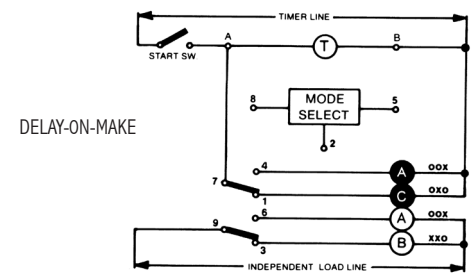 TIMER LINE
START SW
A
T
B
8
MODE
SELECT
5
2
DELAY-ON-MAKE
4
A
OOX
7
1
C
OXO
6
A
OOX
9
3
B
XXO
INDEPENDENT LOAD LINE